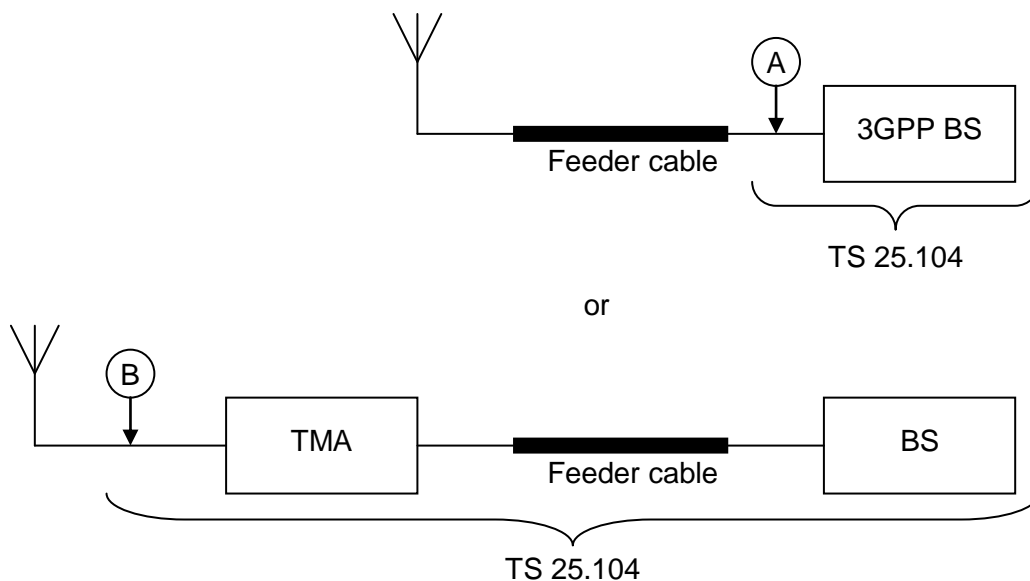 A
3GPP BS
Feeder cable
TS 25.104
or
B
TMA
BS
Feeder cable
TS 25.104